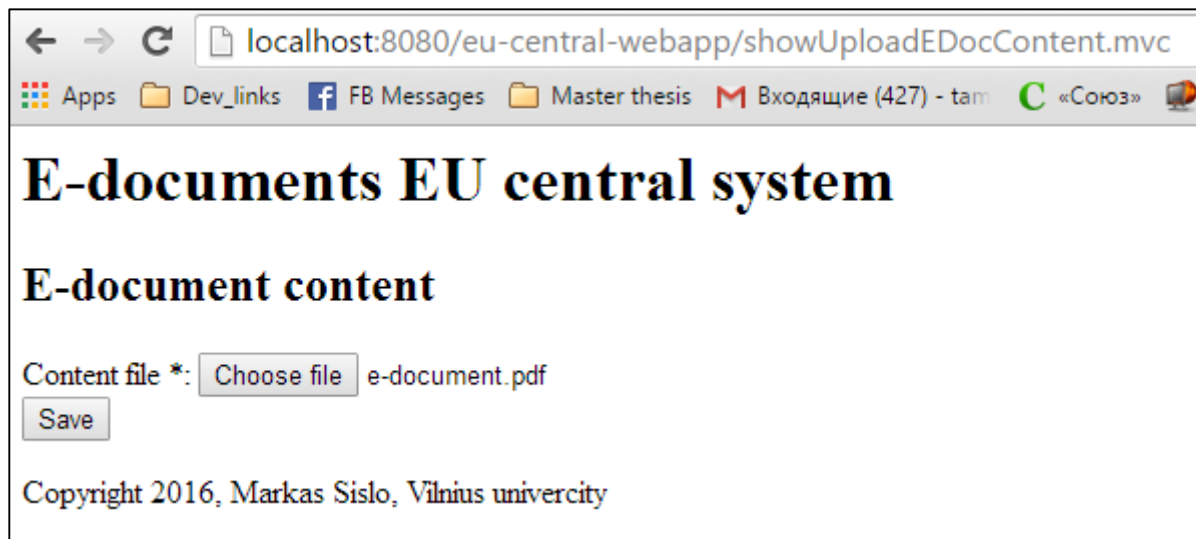 localhost:8080/eu-central-webapp/showUploadEDocContent.mvc
Apps Dev_links FB Messages Master thesis Входящие (427) - tam «Союз»
E-documents EU central system
E-document content
Content file *: Choose file e-document.pdf
Save
Copyright 2016, Markas Sislo, Vilnius univercity